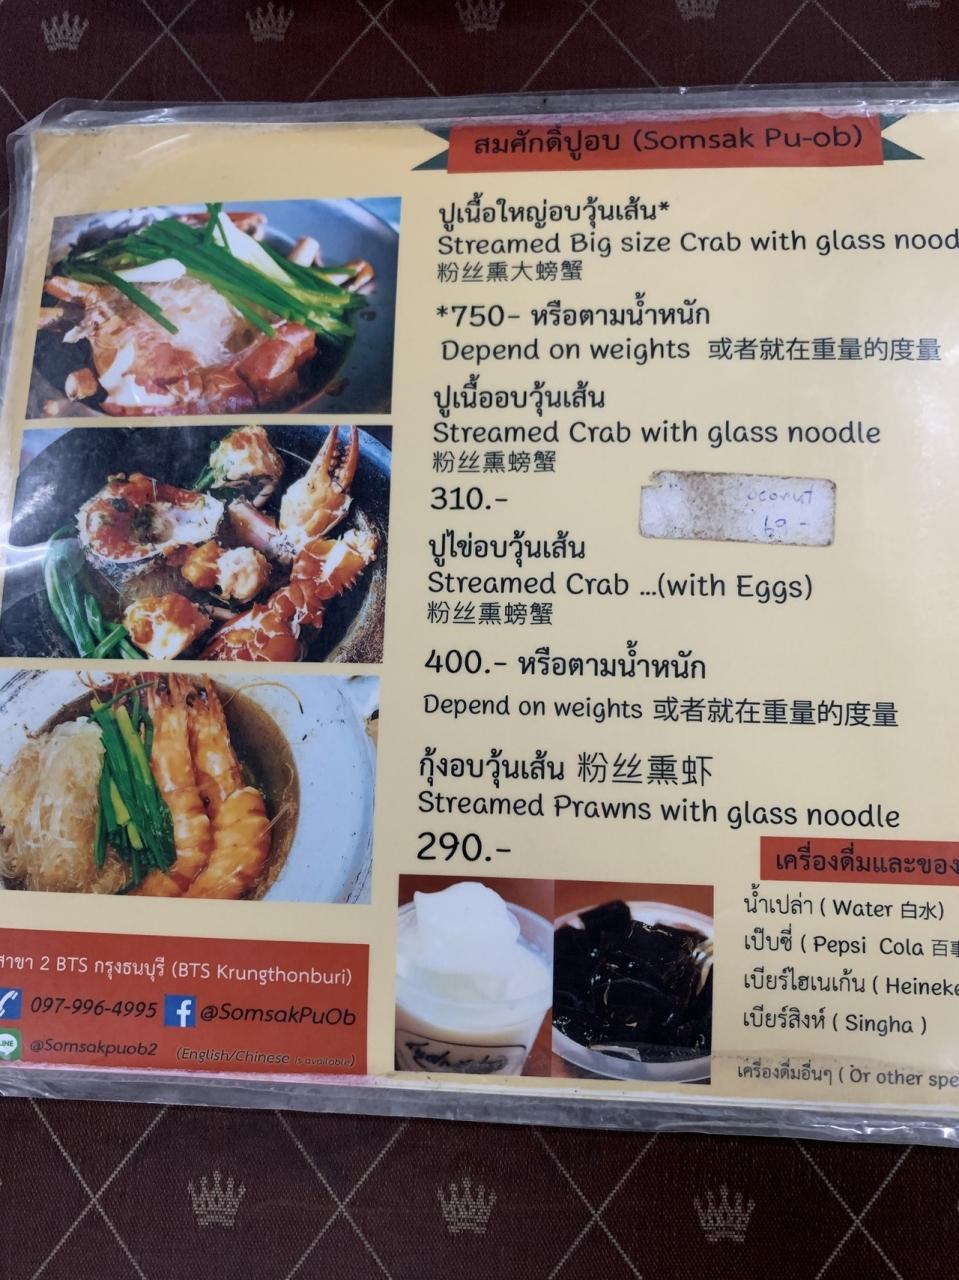 สมศักดิ์ปูอบ (Somsak Pu-ob)
ปูเนื้อใหญ่อบวุ้นเส้น*
Streamed Big size Crab with glass nood
粉丝熏大螃蟹
*750- หรือตามน้ำหนัก
Depend on weights 或者就在重量的度量
ปูเนื้ออบวุ้นเส้น
Streamed Crab with glass noodle
粉丝熏螃蟹
310.-
oconut
69 -
ปูไข่อบวุ้นเส้น
Streamed Crab ...(with Eggs)
粉丝熏螃蟹
400.- หรือตามน้ำหนัก
Depend on weights 或者就在重量的度量
กุ้งอบวุ้นเส้น 粉丝熏虾
Streamed Prawns with glass noodle
290.-
เครื่องดื่มและของ
น้ำเปล่า ( Water 白水)
เป๊บซี่ ( Pepsi Cola 百事
เบียร์ไฮเนเก้น ( Heineke
เบียร์สิงห์ ( Singha )
เครื่องดื่มอื่นๆ ( Or other spe
สาขา 2 BTS กรุงธนบุรี (BTS Krungthonburi)
097-996-4995 f @SomsakPuOb
LINE @Somsakpuob2 (English/Chinese is available)